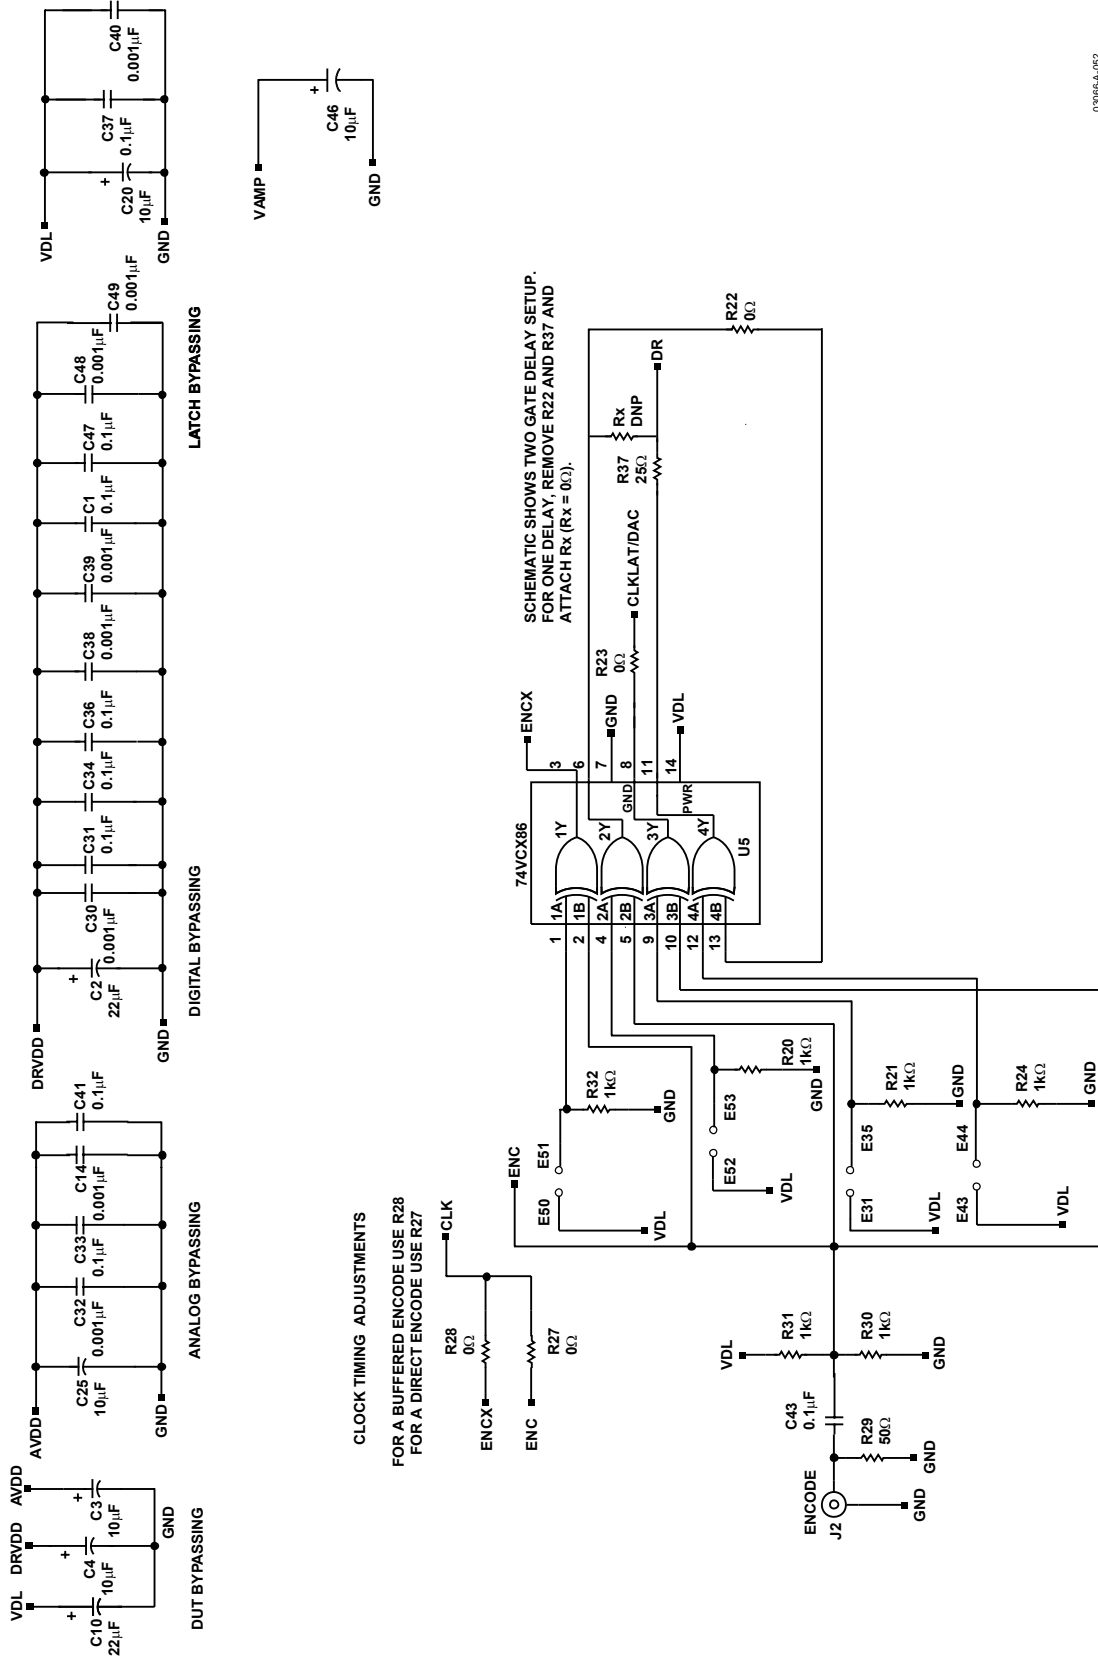 VDL
DRVDD
AVDD
+
C10
22µF
+
C4
10µF
+
C3
10µF
GND
DUT BYPASSING
AVDD
GND
C25
10µF
C32
0.001µF
C33
0.1µF
C14
0.001µF
C41
0.1µF
ANALOG BYPASSING
DRVDD
GND
+
C2
22µF
C30
0.001µF
C31
0.1µF
C34
0.1µF
C36
0.1µF
C38
0.001µF
C39
0.001µF
C1
0.1µF
C47
0.1µF
C48
0.001µF
C49
0.001µF
DIGITAL BYPASSING
LATCH BYPASSING
VDL
GND
+
C20
10µF
C37
0.1µF
C40
0.001µF
VAMP
GND
+
C46
10µF
CLOCK TIMING ADJUSTMENTS
FOR A BUFFERED ENCODE USE R28
FOR A DIRECT ENCODE USE R27
R28
0Ω
ENCX
CLK
ENC
R27
0Ω
ENC
E50
E51
VDL
R32
1kΩ
GND
E52
E53
VDL
R20
1kΩ
GND
E31
E35
VDL
R21
1kΩ
GND
E43
E44
VDL
R24
1kΩ
GND
ENCODE
J2
GND
R29
50Ω
GND
C43
0.1µF
VDL
R31
1kΩ
R30
1kΩ
GND
74VCX86
U5
1
2
4
5
9
10
12
13
1A
1B
2A
2B
3A
3B
4A
4B
1Y
2Y
3Y
4Y
GND
PWR
3
6
7
8
11
14
ENCX
GND
VDL
R23
0Ω
CLKLAT/DAC
R37
25Ω
Rx
DNP
DR
R22
0Ω
SCHEMATIC SHOWS TWO GATE DELAY SETUP.
FOR ONE DELAY, REMOVE R22 AND R37 AND
ATTACH Rx (Rx = 0Ω).
03066-A-052